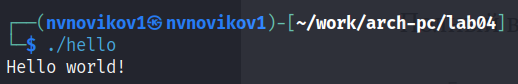 ┌──(nvnovikov1㉿nvnovikov1)-[~/work/arch-pc/lab04]
└─$ ./hello
Hello world!